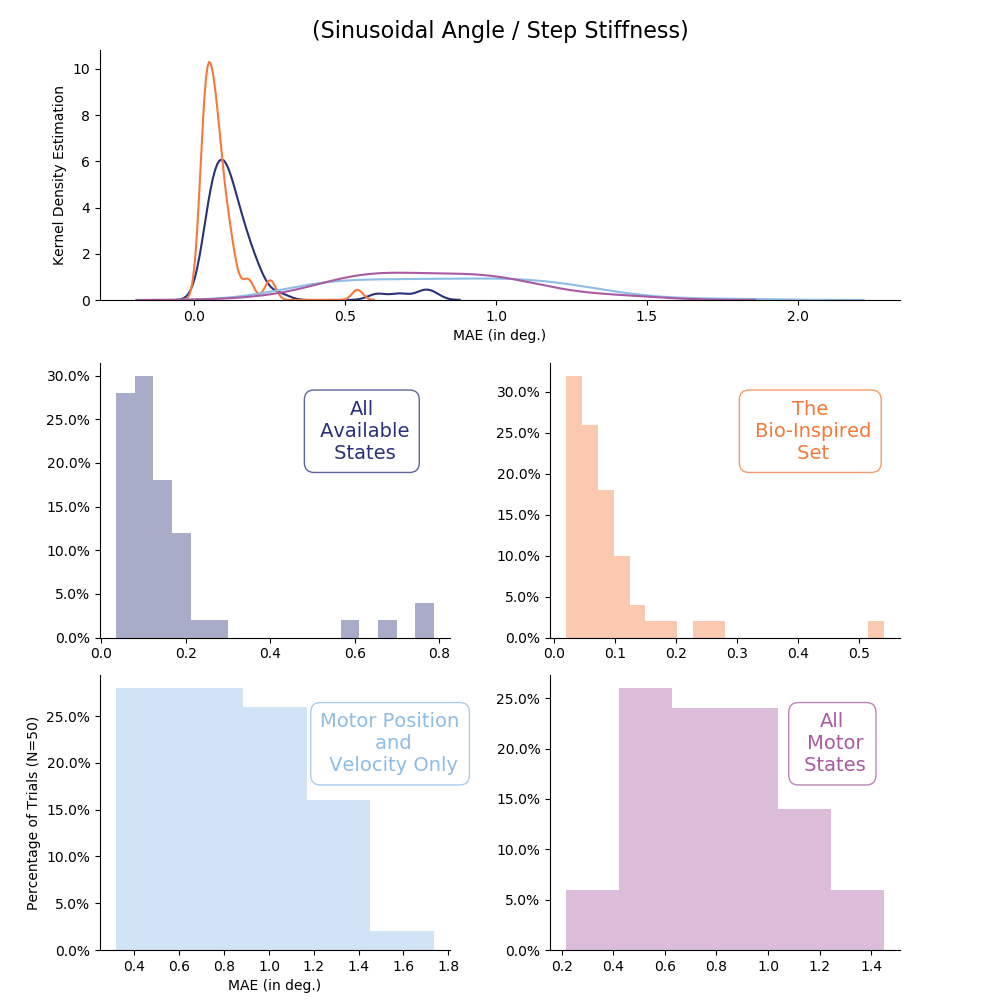 (Sinusoidal Angle / Step Stiffness)
Kernel Density Estimation
10
8
6
4
2
0
0.0 0.5 1.0 1.5 2.0
MAE (in deg.)
30.0%
25.0%
20.0%
15.0%
10.0%
5.0%
0.0%
0.0 0.2 0.4 0.6 0.8
All
Available
States
30.0%
25.0%
20.0%
15.0%
10.0%
5.0%
0.0%
0.0 0.1 0.2 0.3 0.4 0.5
The
Bio-Inspired
Set
Percentage of Trials (N=50)
25.0%
20.0%
15.0%
10.0%
5.0%
0.0%
0.4 0.6 0.8 1.0 1.2 1.4 1.6 1.8
MAE (in deg.)
Motor Position
and
Velocity Only
25.0%
20.0%
15.0%
10.0%
5.0%
0.0%
0.2 0.4 0.6 0.8 1.0 1.2 1.4
All
Motor
States